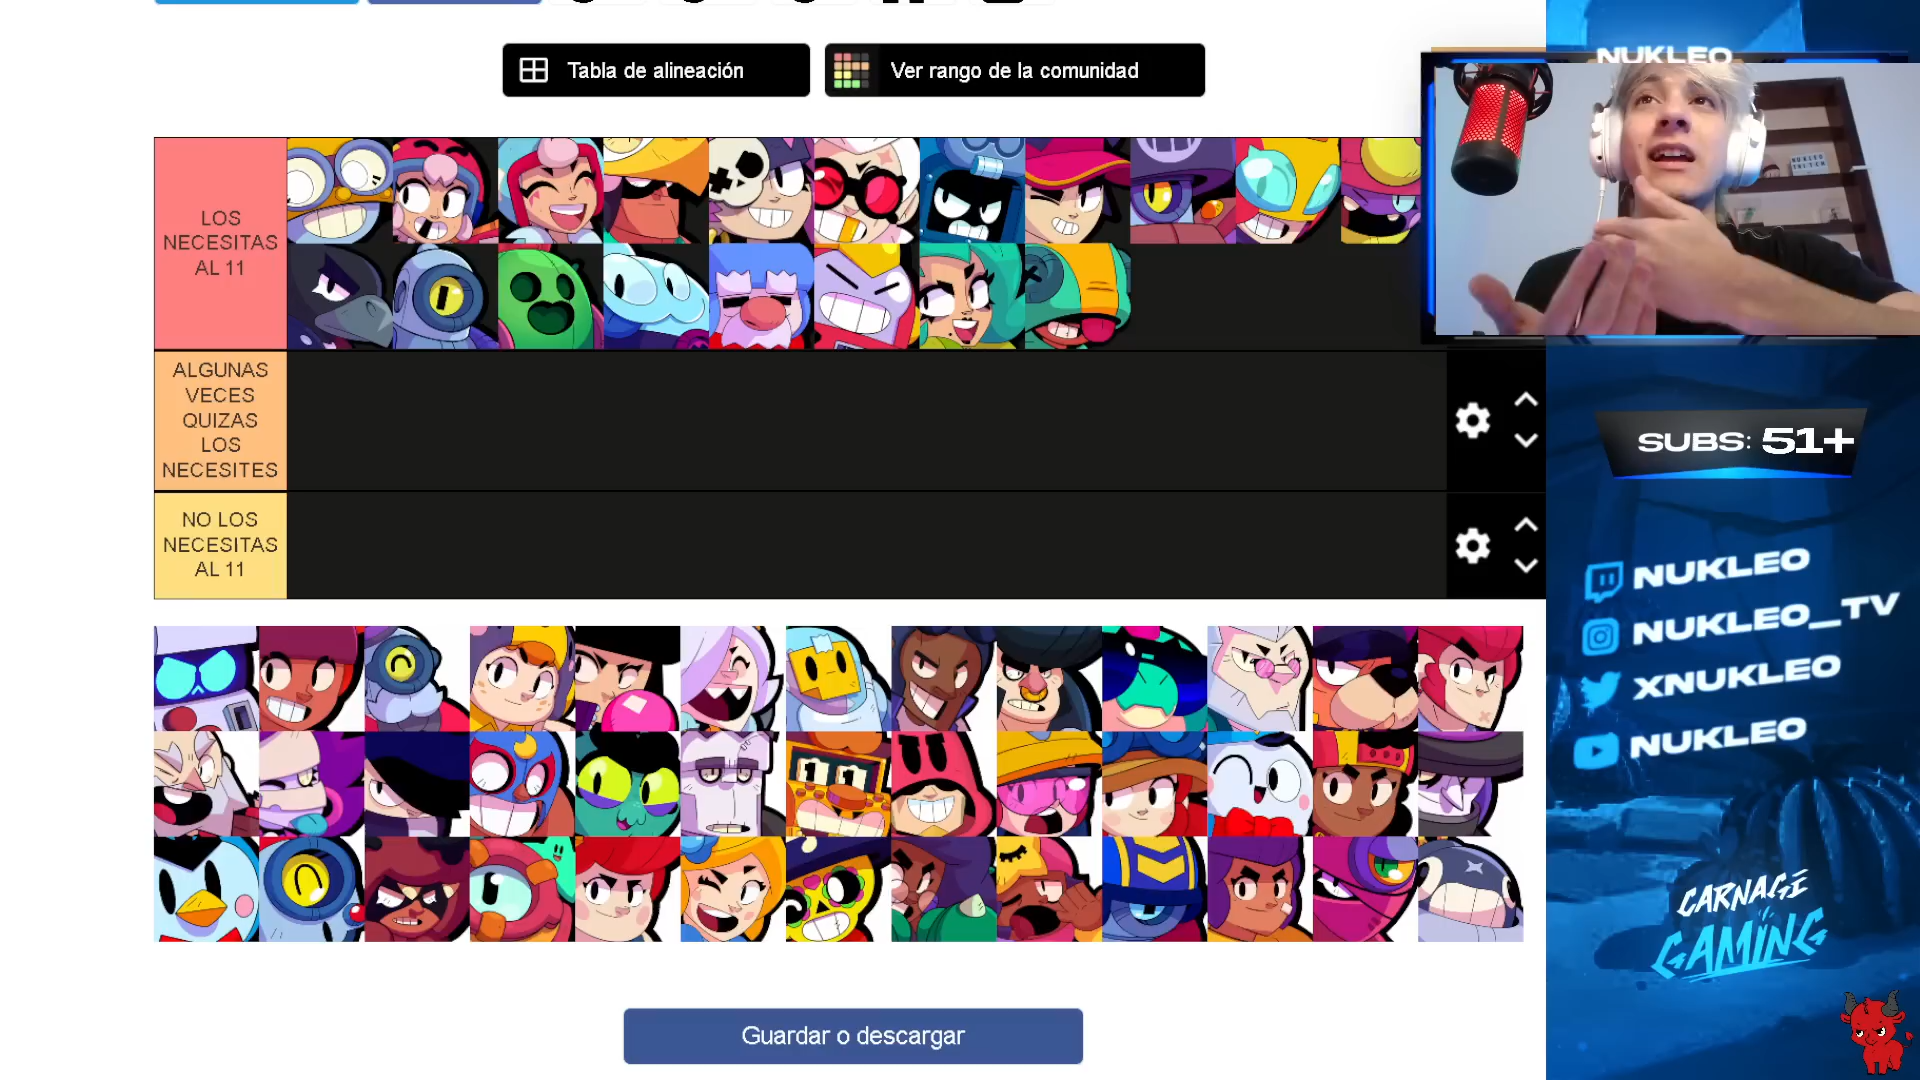 Tabla de alineación
Ver rango de la comunidad
NUKLEO
LOS
NECESITAS
AL 11
ALGUNAS
VECES
QUIZAS
LOS
NECESITES
NO LOS
NECESITAS
AL 11
SUBS: 51+
NUKLEO
NUKLEO_TV
XNUKLEO
NUKLEO
CARNAGE
GAMING
Guardar o descargar